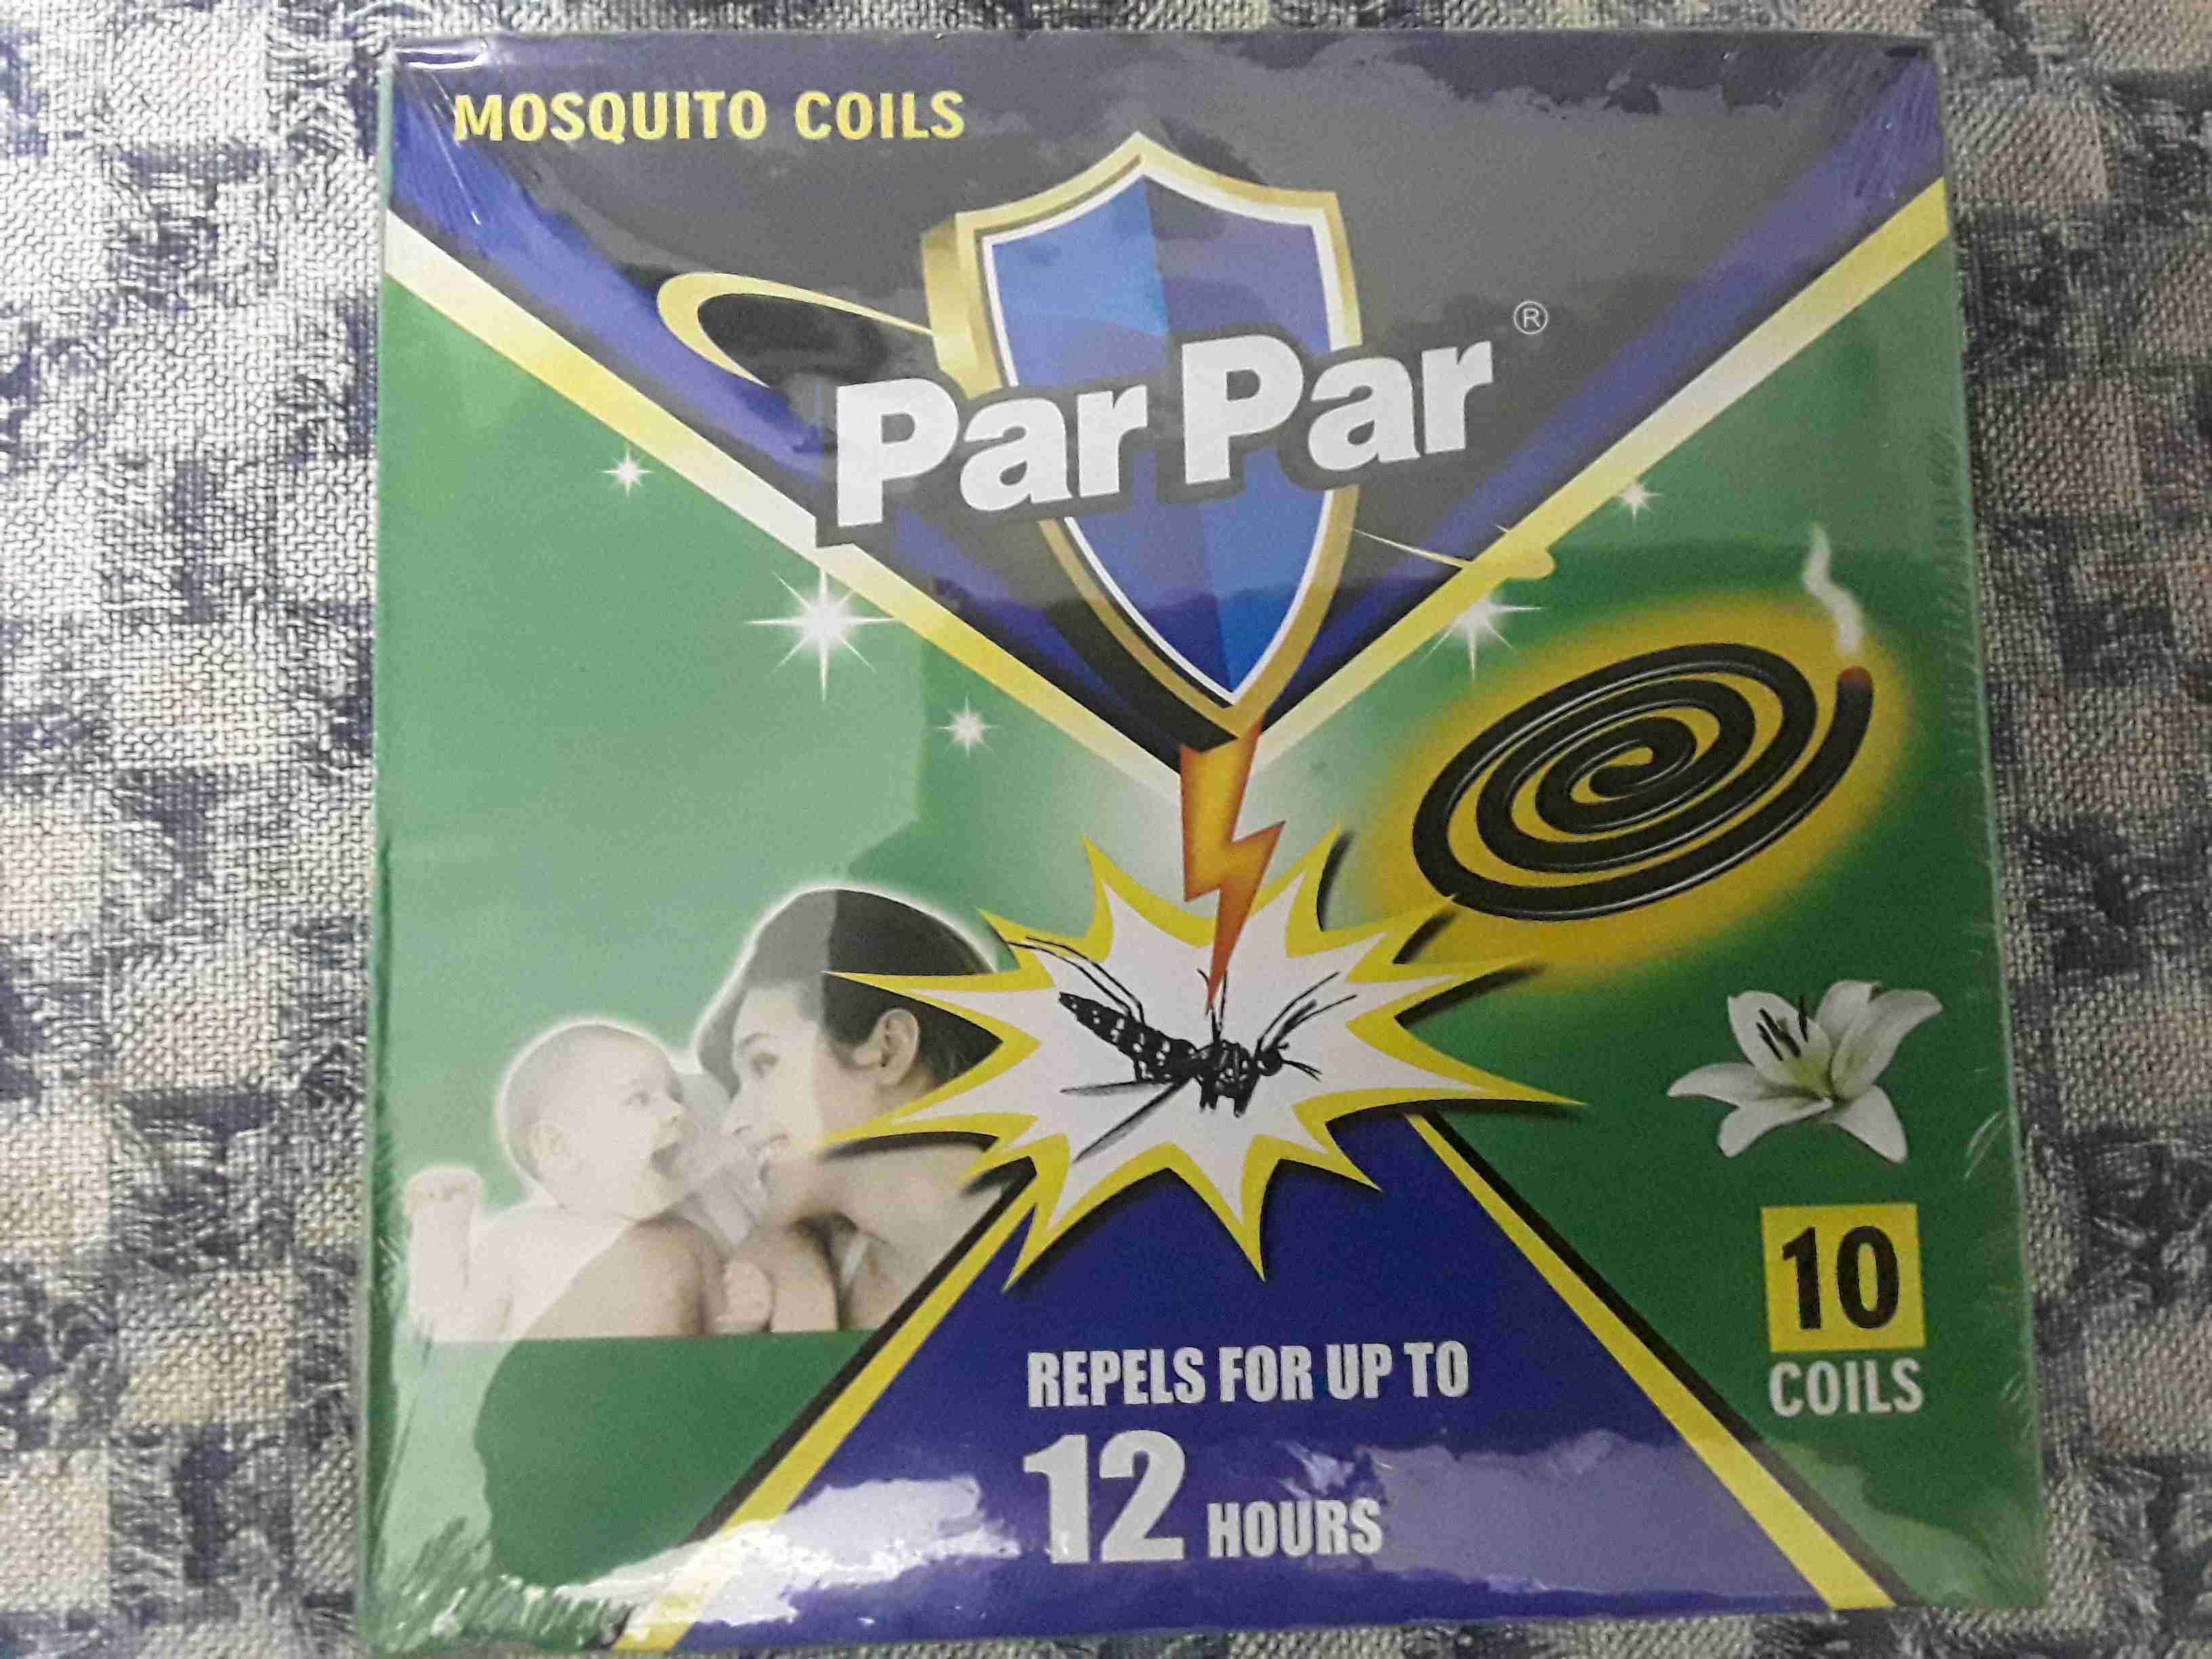 MOSQUITO COILS
Par Par ®
10
COILS
REPELS FOR UP TO
12 HOURS